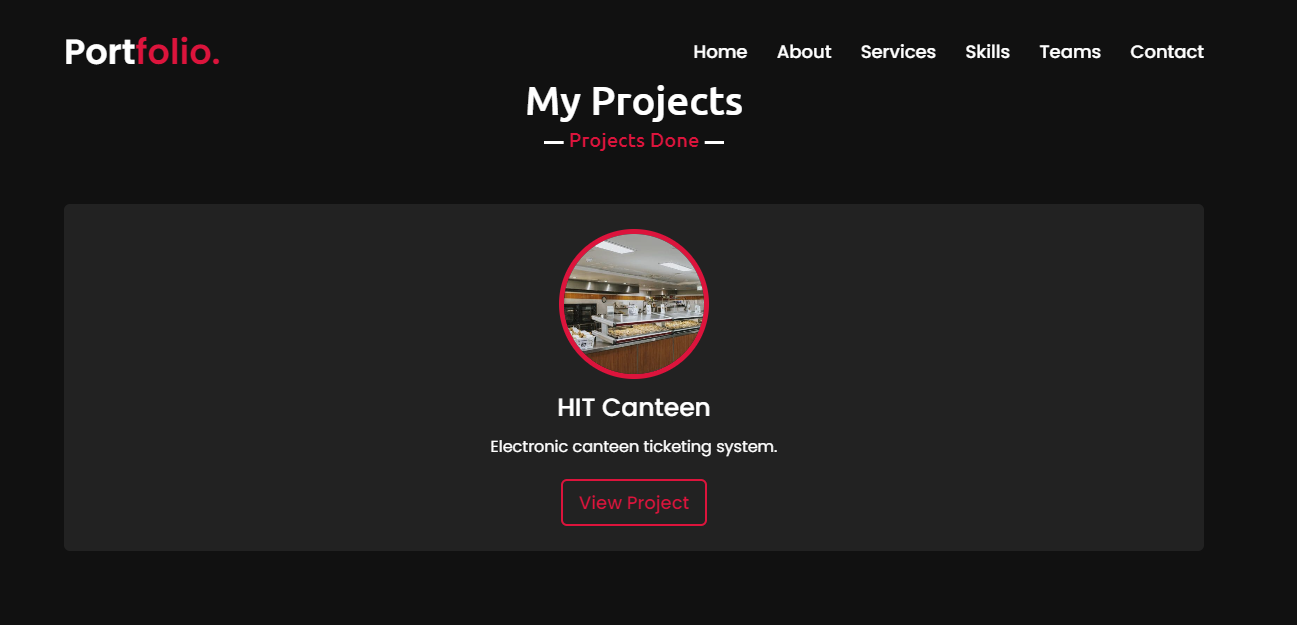 Portfolio.
Home About Services Skills Teams Contact
My Projects
Projects Done
HIT Canteen
Electronic canteen ticketing system.
View Project